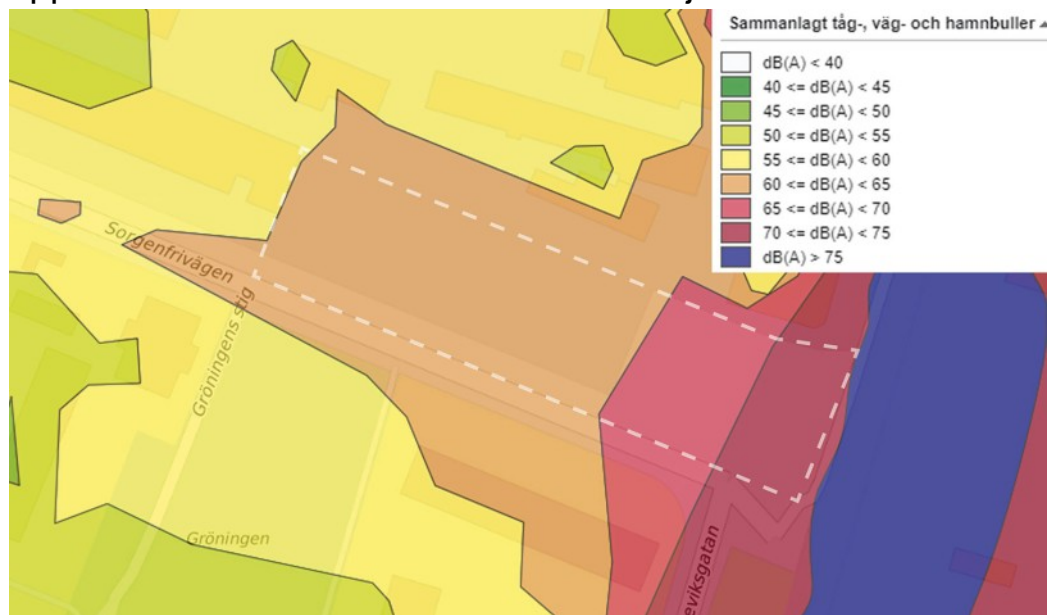 Sammanlagt tåg-, väg- och hamnbuller
dB(A) < 40
40 <= dB(A) < 45
45 <= dB(A) < 50
50 <= dB(A) < 55
55 <= dB(A) < 60
60 <= dB(A) < 65
65 <= dB(A) < 70
70 <= dB(A) < 75
dB(A) > 75
Sorgenfrivägen
Gröningens stig
Gröningen
eviksgatan